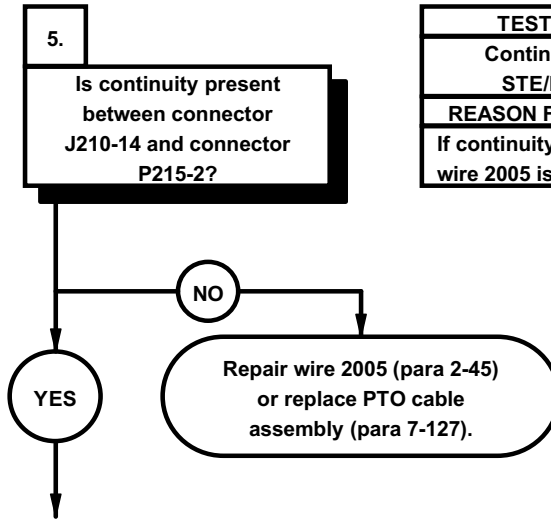 5.
Is continuity present
between connector
J210-14 and connector
P215-2?
TEST
Contin
STE/
REASON F
If continuity
wire 2005 is
NO
YES
Repair wire 2005 (para 2-45)
or replace PTO cable
assembly (para 7-127).